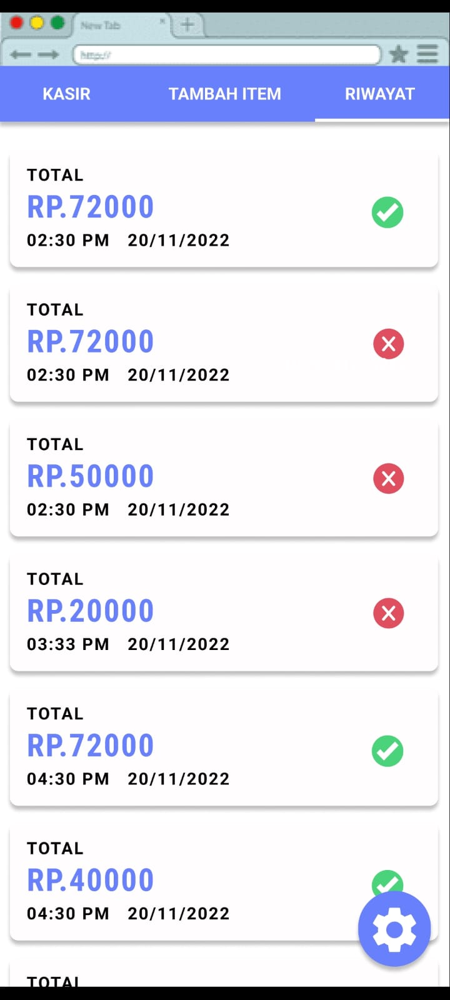 New Tab
http://
KASIR TAMBAH ITEM RIWAYAT
TOTAL
RP.72000
02:30 PM 20/11/2022
TOTAL
RP.72000
02:30 PM 20/11/2022
TOTAL
RP.50000
02:30 PM 20/11/2022
TOTAL
RP.20000
03:33 PM 20/11/2022
TOTAL
RP.72000
04:30 PM 20/11/2022
TOTAL
RP.40000
04:30 PM 20/11/2022
TOTAL